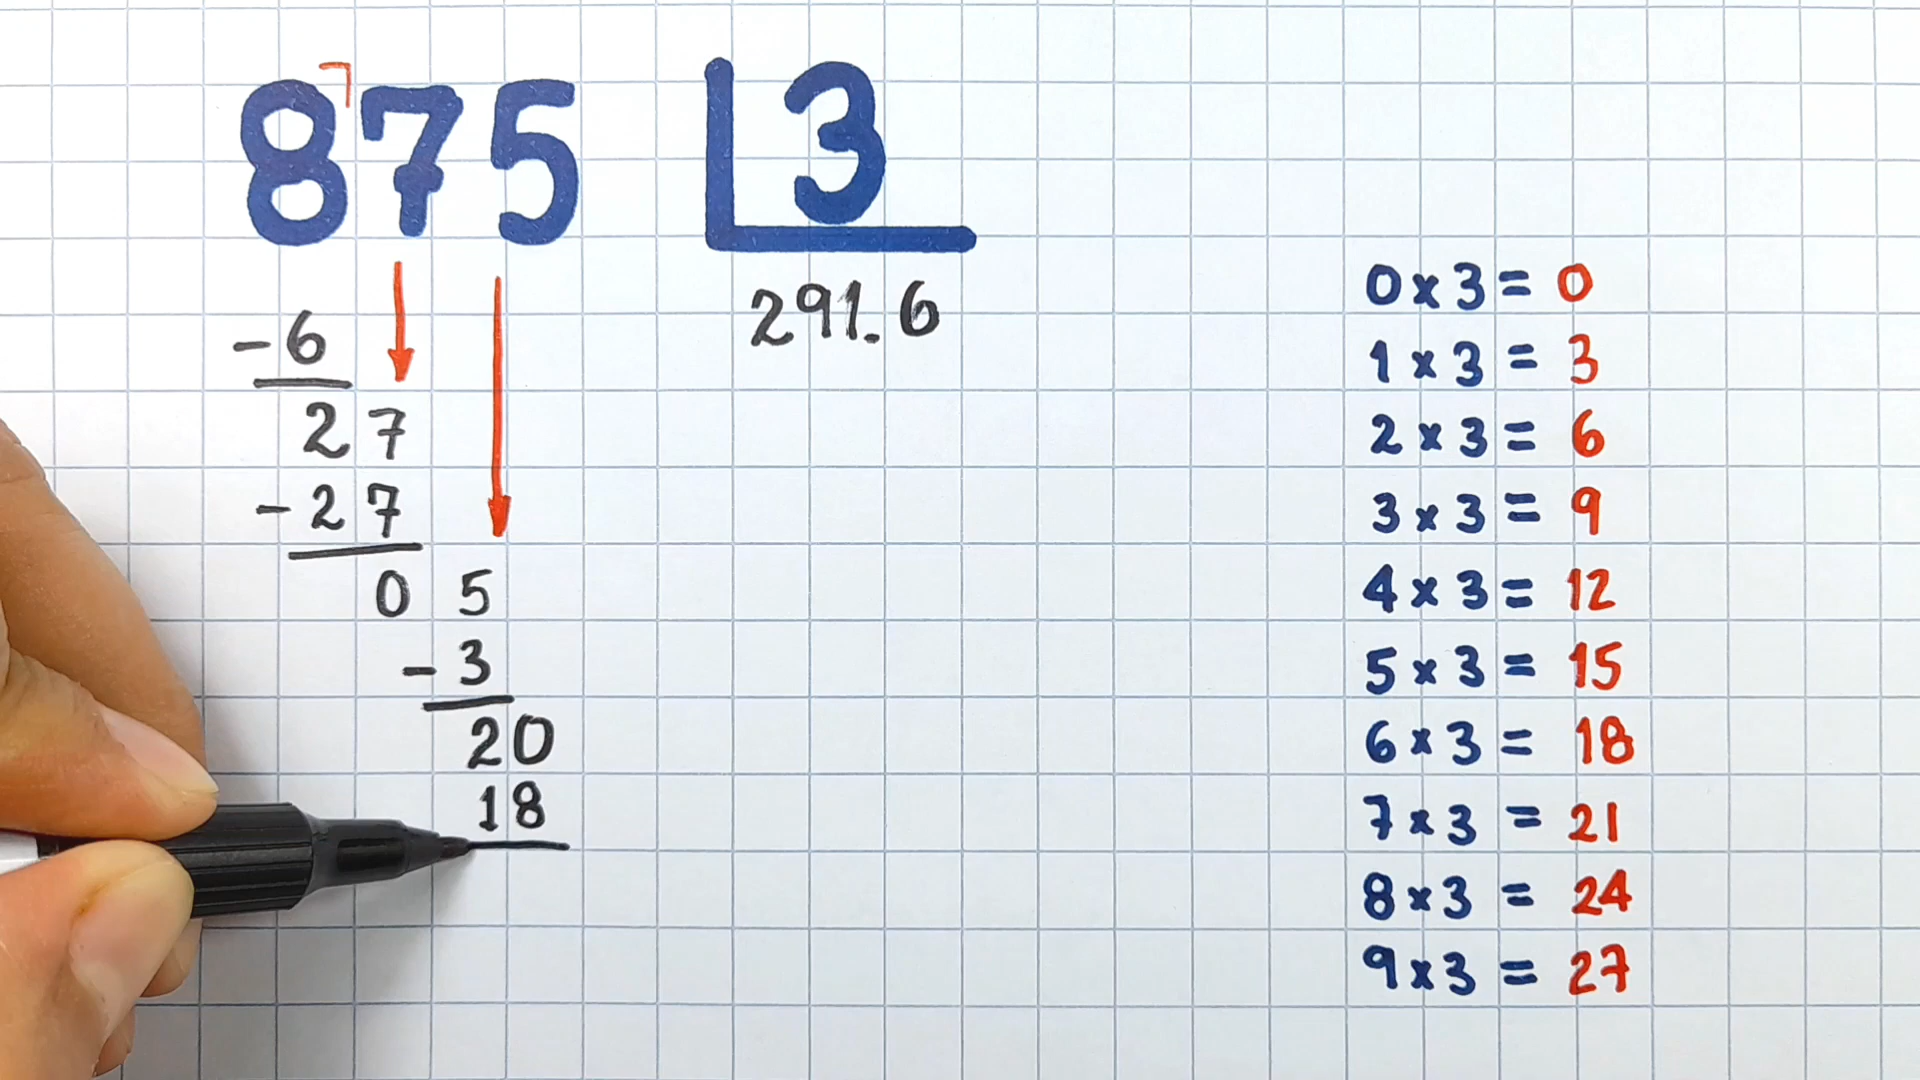 875 3
291.6
-6
27
-27
05
-3
20
18
0x3=0
1x3=3
2x3=6
3x3=9
4x3=12
5x3=15
6x3=18
7x3=21
8x3=24
9x3=27